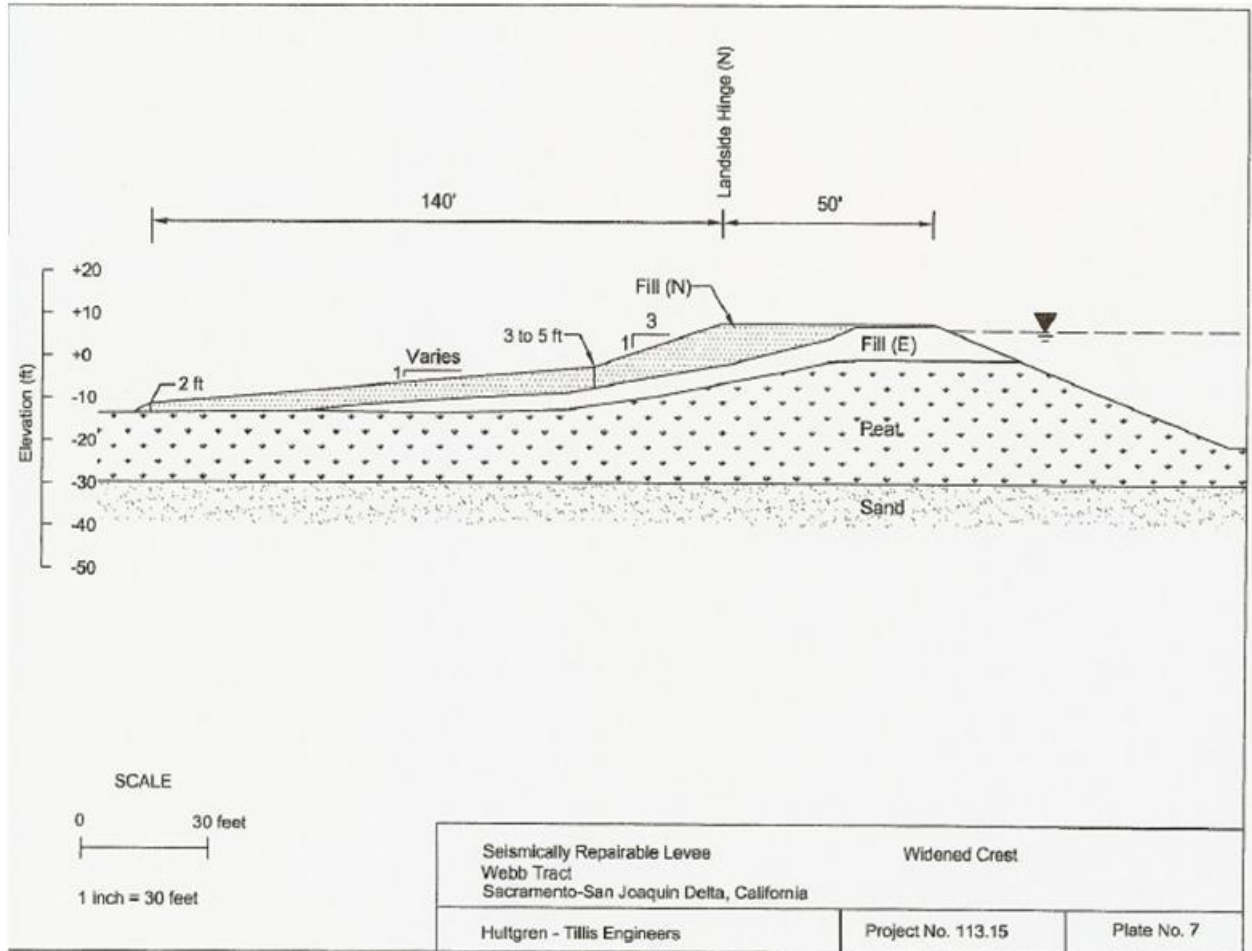 Landside Hinge (N)
140'
50'
+20
+10
+0
-10
-20
-30
-40
-50
Elevation (ft)
Fill (N)
3
1
3 to 5 ft
Varies
1
2 ft
Fill (E)
Peat
Sand
SCALE
0 30 feet
1 inch = 30 feet
Seismically Repairable Levee
Webb Tract
Sacramento-San Joaquin Delta, California
Widened Crest
Hultgren - Tillis Engineers
Project No. 113.15
Plate No. 7